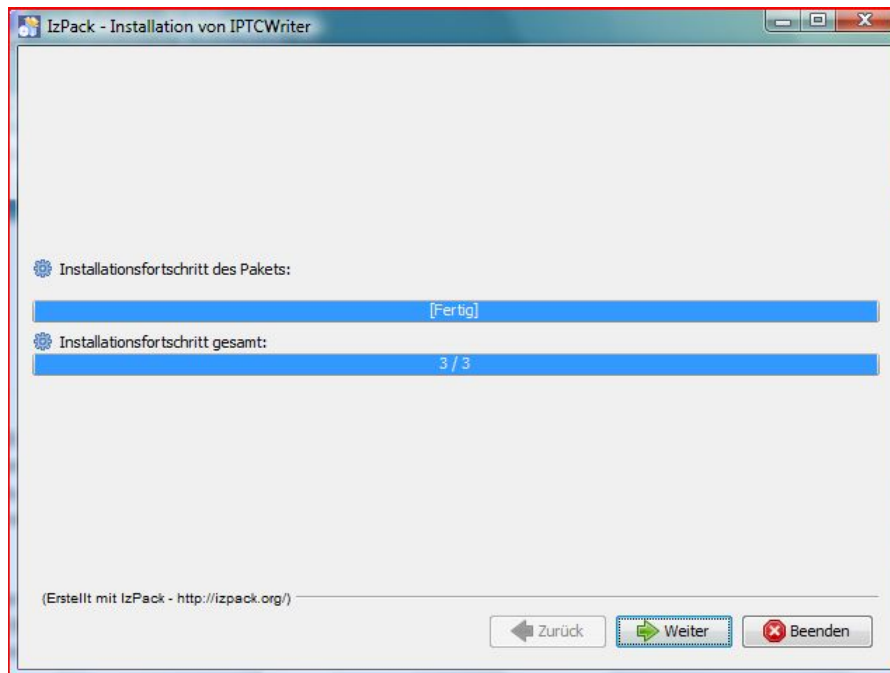 IzPack - Installation von IPTCWriter
Installationsfortschritt des Pakets:
[Fertig]
Installationsfortschritt gesamt:
3 / 3
(Erstellt mit IzPack - http://izpack.org/)
Zurück Weiter Beenden